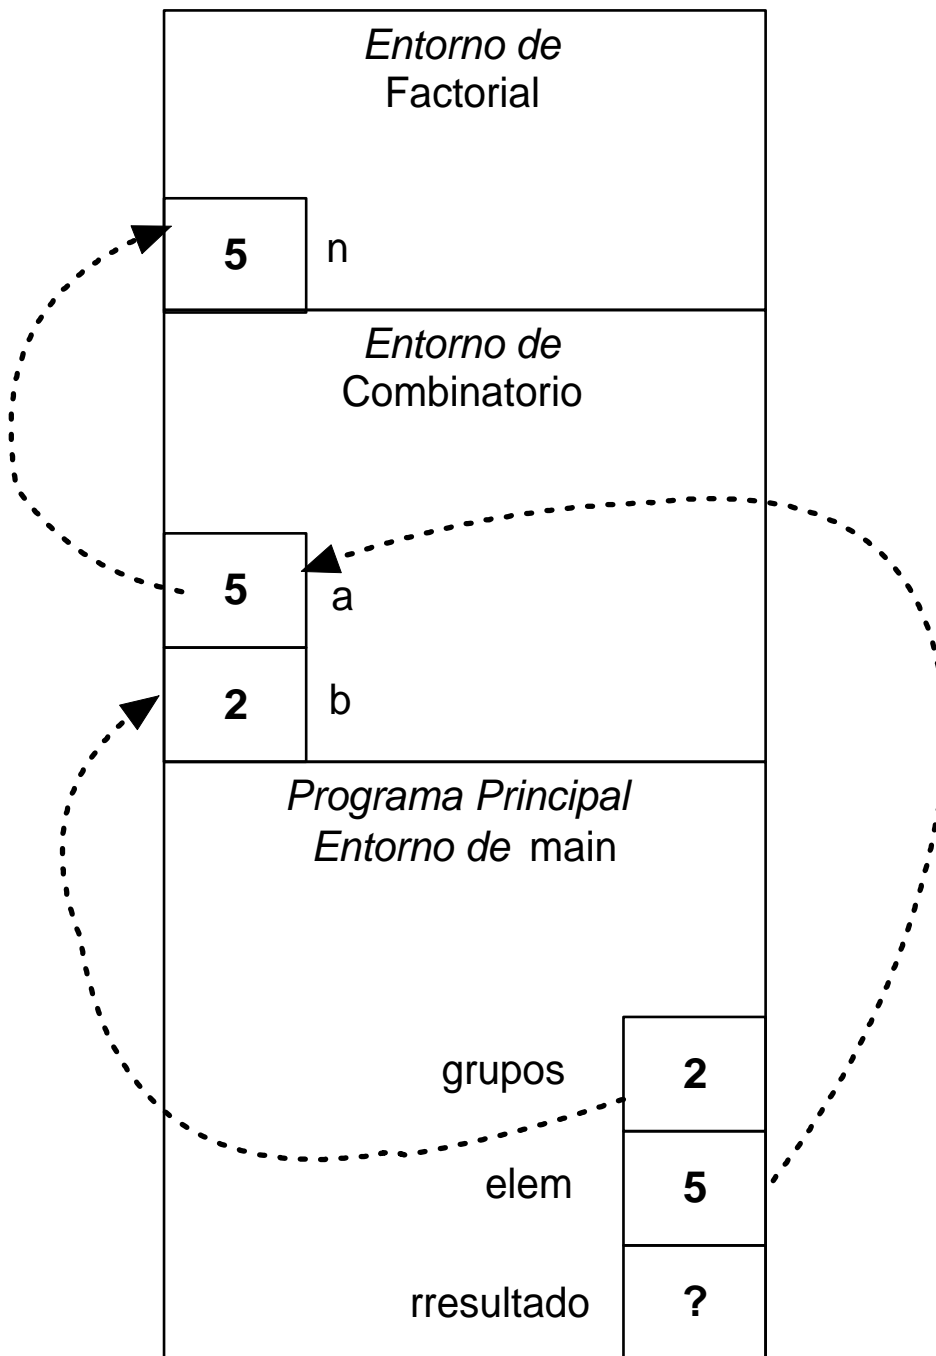 Entorno de
Factorial
5 n
Entorno de
Combinatorio
5 a
2 b
Programa Principal
Entorno de main
grupos 2
elem 5
rresultado ?